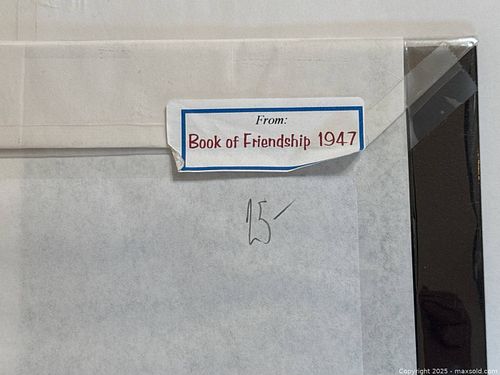 From:
Book of Friendship 1947
25-
Copyright 2025 - maxsold.com